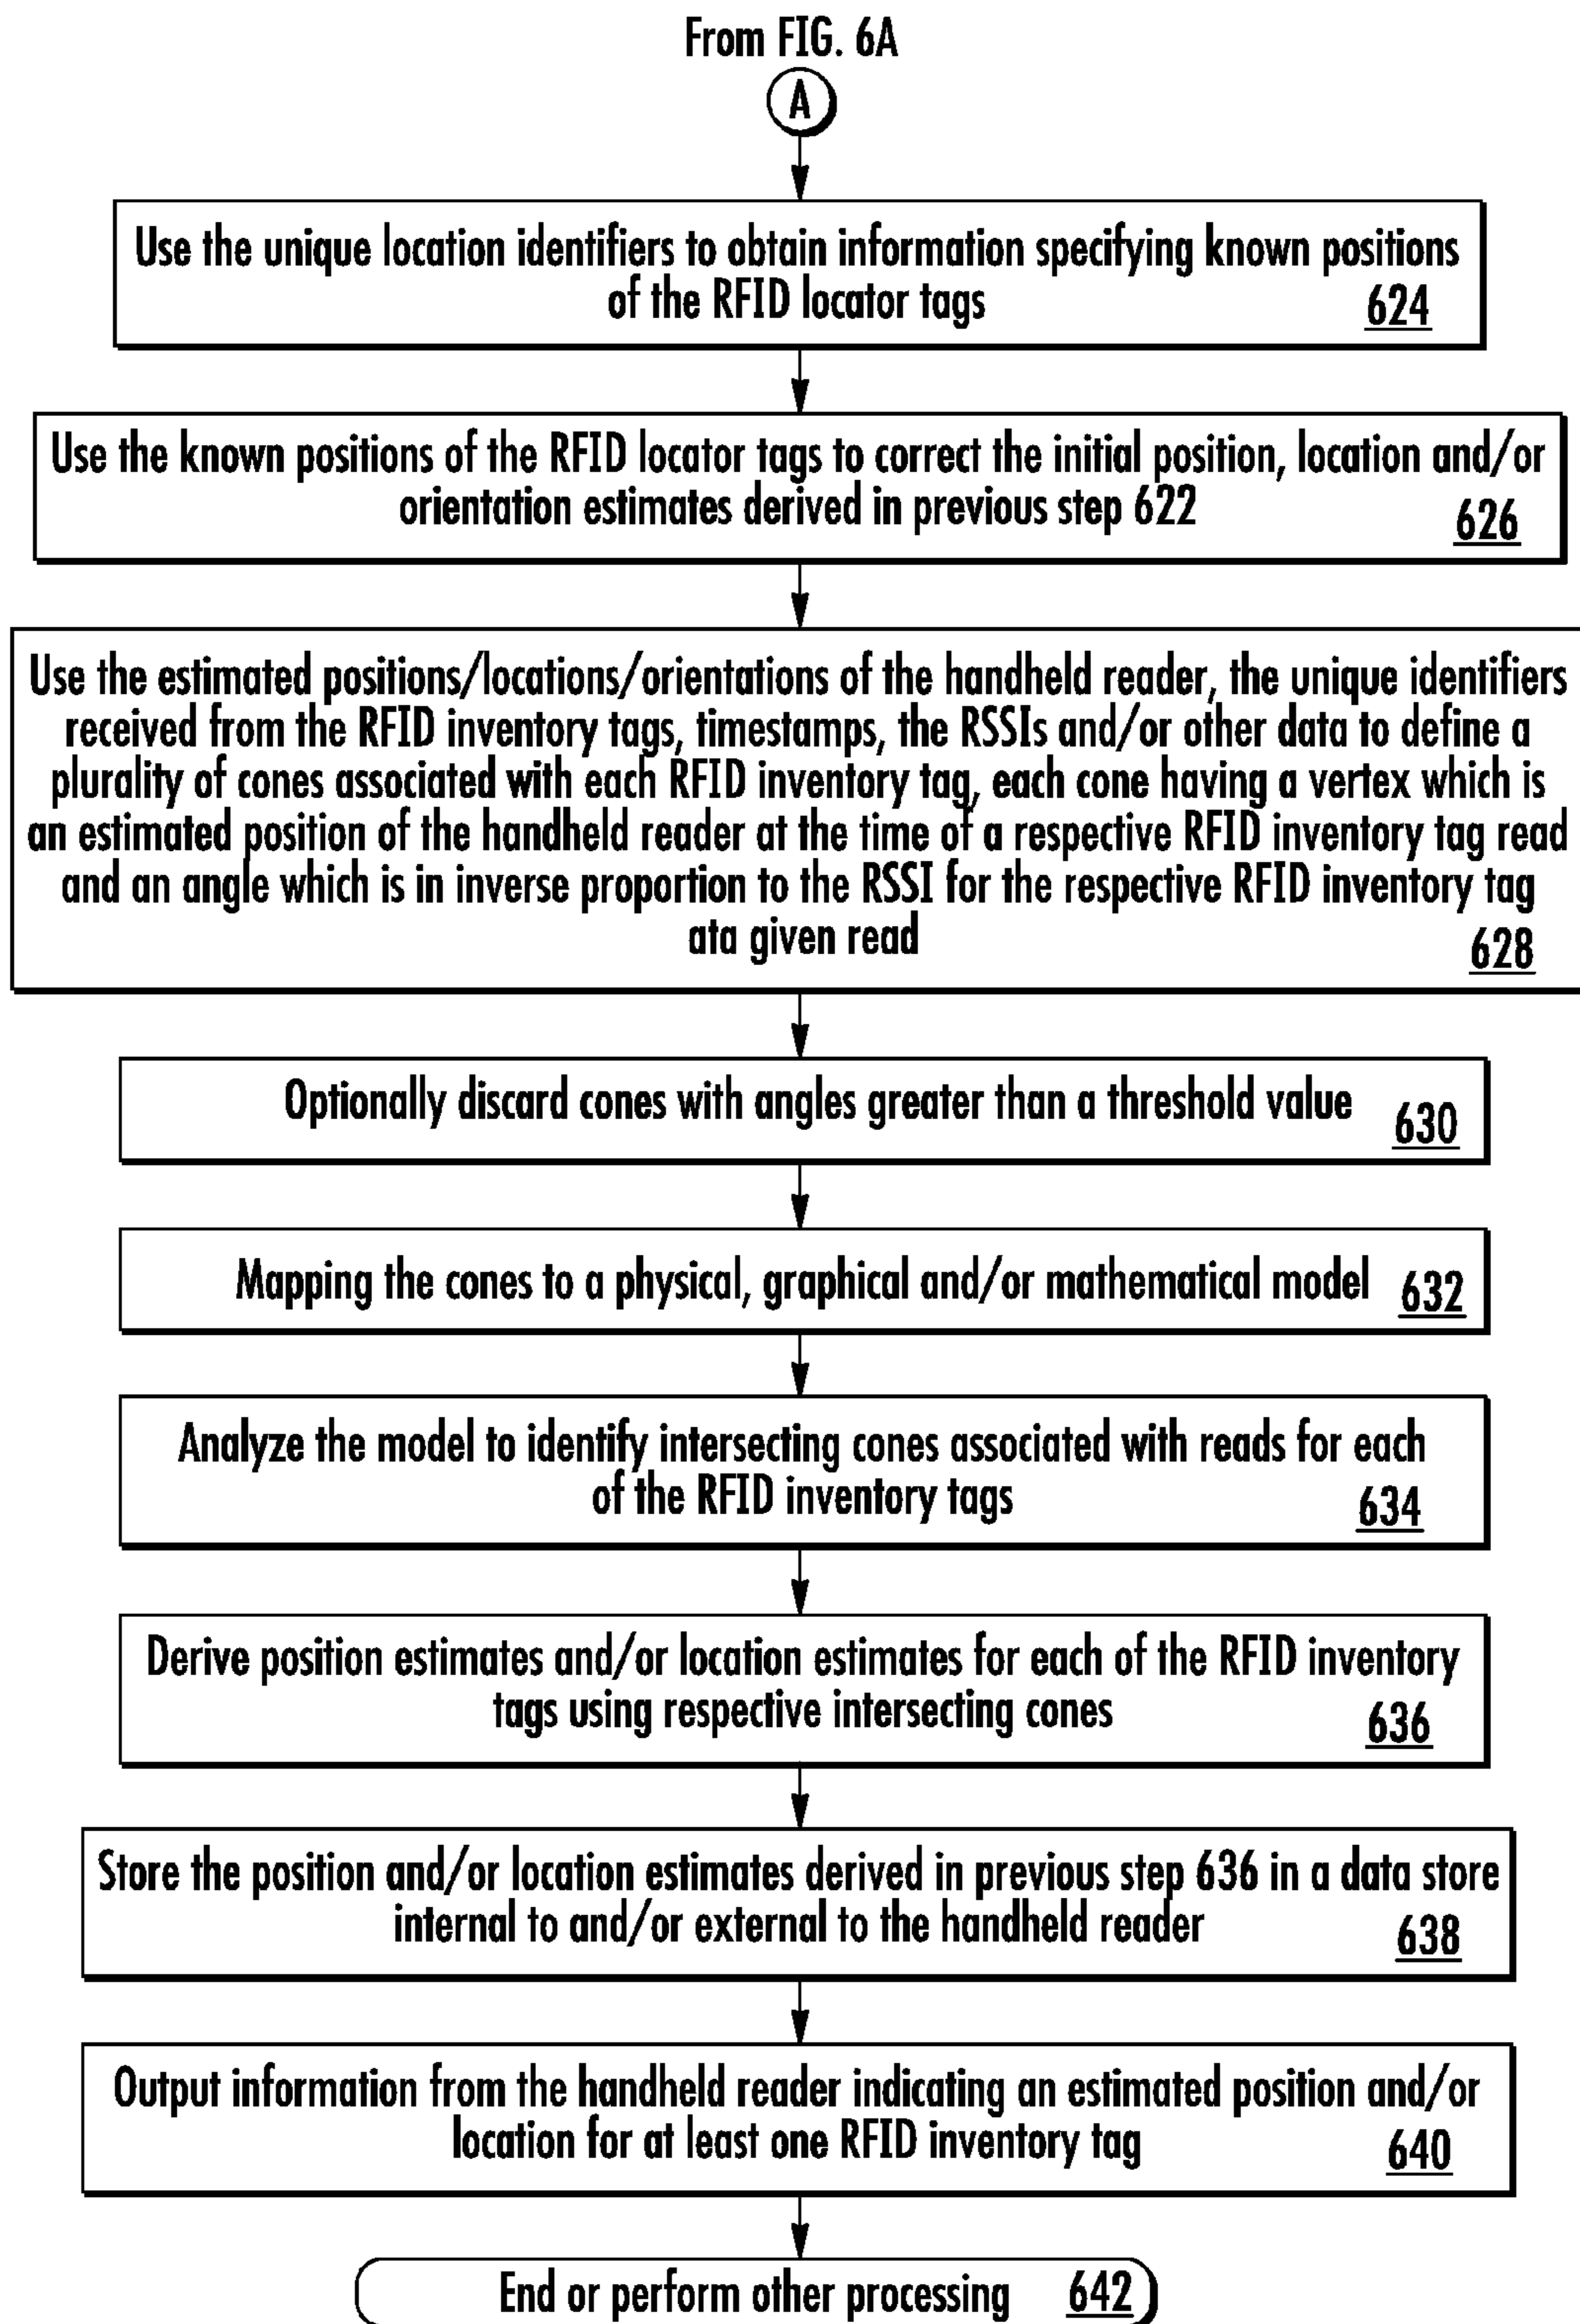 From FIG. 6A
A
Use the unique location identifiers to obtain information specifying known positions
of the RFID locator tags 624
Use the known positions of the RFID locator tags to correct the initial position, location and/or
orientation estimates derived in previous step 622 626
Use the estimated positions/locations/orientations of the handheld reader, the unique identifiers
received from the RFID inventory tags, timestamps, the RSSIs and/or other data to define a
plurality of cones associated with each RFID inventory tag, each cone having a vertex which is
an estimated position of the handheld reader at the time of a respective RFID inventory tag read
and an angle which is in inverse proportion to the RSSI for the respective RFID inventory tag
ata given read 628
Optionally discard cones with angles greater than a threshold value 630
Mapping the cones to a physical, graphical and/or mathematical model 632
Analyze the model to identify intersecting cones associated with reads for each
of the RFID inventory tags 634
Derive position estimates and/or location estimates for each of the RFID inventory
tags using respective intersecting cones 636
Store the position and/or location estimates derived in previous step 636 in a data store
internal to and/or external to the handheld reader 638
Output information from the handheld reader indicating an estimated position and/or
location for at least one RFID inventory tag 640
End or perform other processing 642